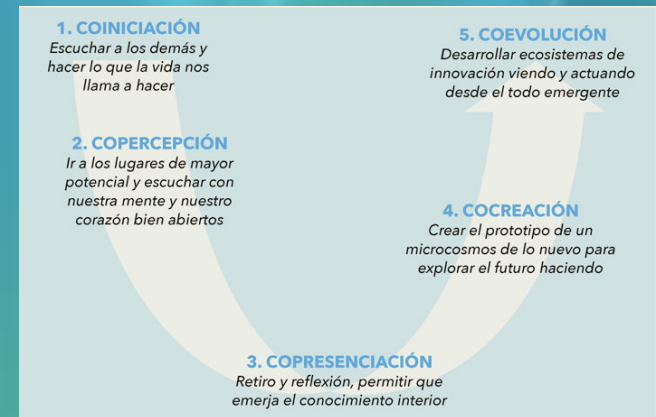 1. COINICIACIÓN
Escuchar a los demás y
hacer lo que la vida nos
llama a hacer
2. COPERCEPCIÓN
Ir a los lugares de mayor
potencial y escuchar con
nuestra mente y nuestro
corazón bien abiertos
3. COPRESENCIACIÓN
Retiro y reflexión, permitir que
emerja el conocimiento interior
4. COCREACIÓN
Crear el prototipo de un
microcosmos de lo nuevo para
explorar el futuro haciendo
5. COEVOLUCIÓN
Desarrollar ecosistemas de
innovación viendo y actuando
desde el todo emergente